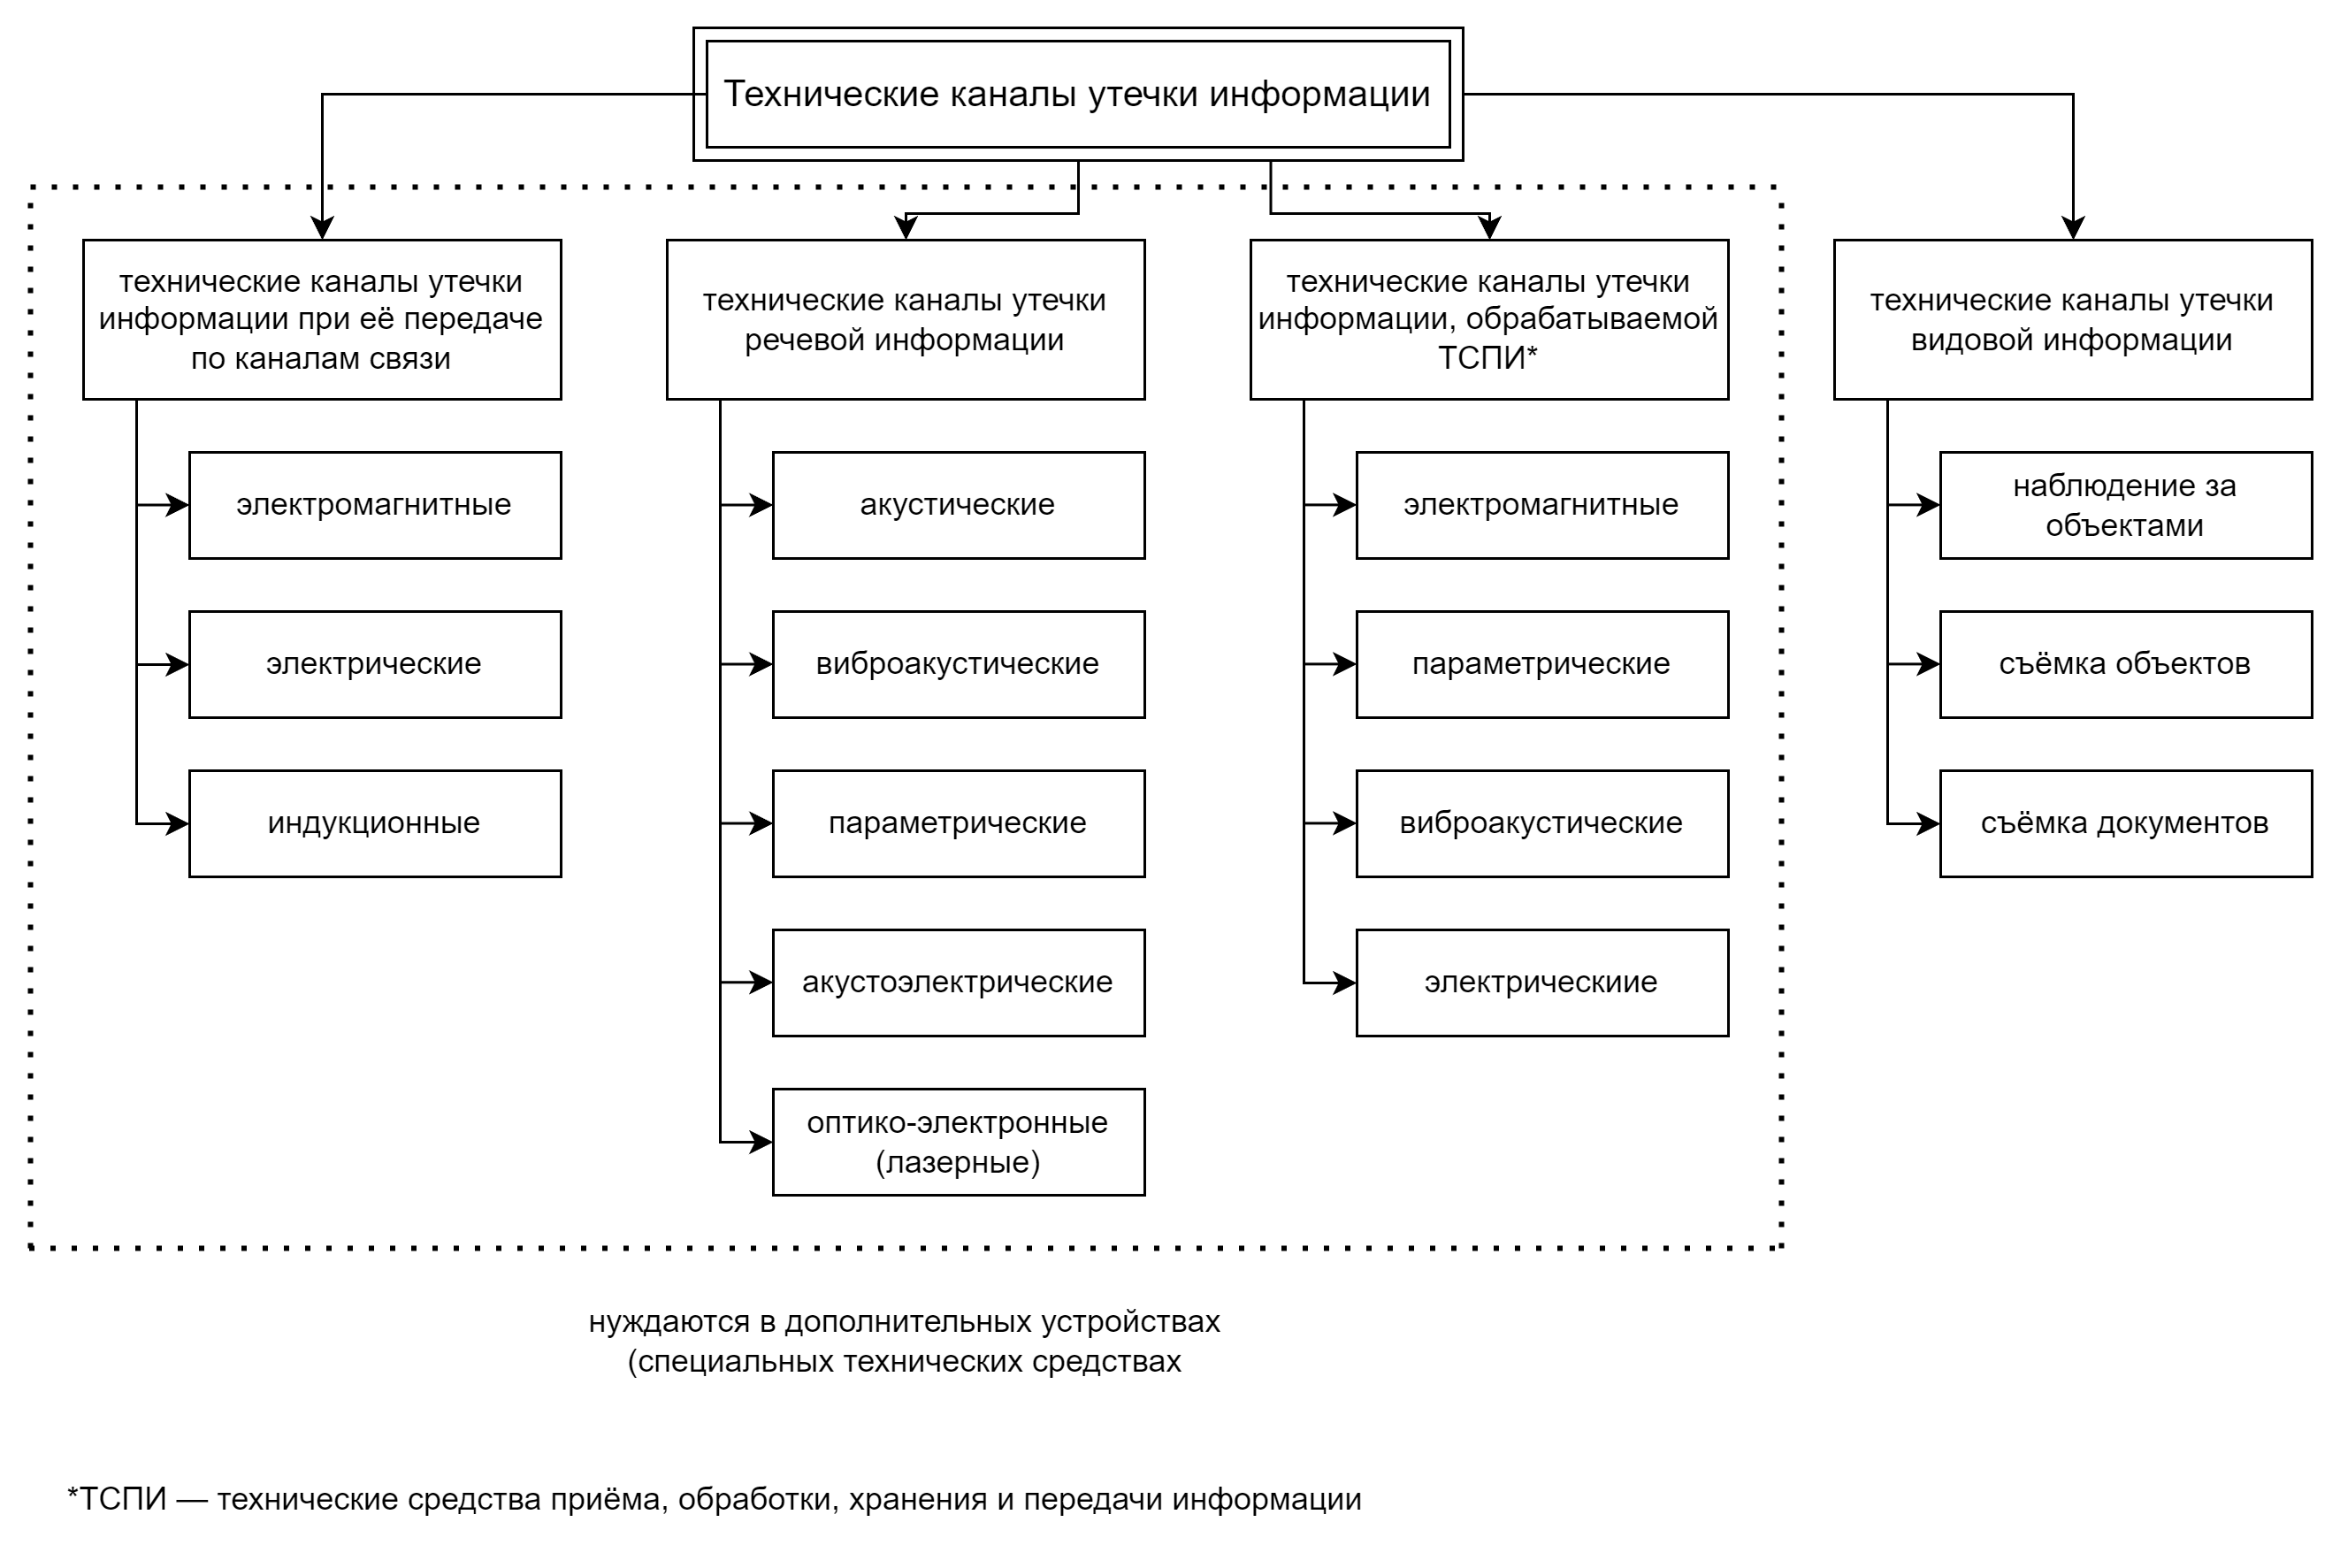 Технические каналы утечки информации
технические каналы утечки
информации при её передаче
по каналам связи
электромагнитные
электрические
индукционные
технические каналы утечки
речевой информации
акустические
виброакустические
параметрические
акустоэлектрические
оптико-электронные
(лазерные)
технические каналы утечки
информации, обрабатываемой
ТСПИ*
электромагнитные
параметрические
виброакустические
электрическиие
технические каналы утечки
видовой информации
наблюдение за
объектами
съёмка объектов
съёмка документов
нуждаются в дополнительных устройствах
(специальных технических средствах
*ТСПИ — технические средства приёма, обработки, хранения и передачи информации